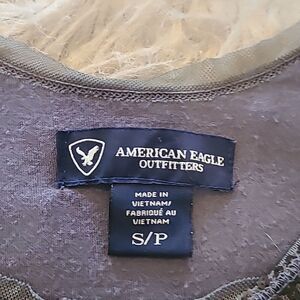 AMERICAN EAGLE
OUTFITTERS
MADE IN
VIETNAM/
FABRIQUÉ AU
VIETNAM
S/P